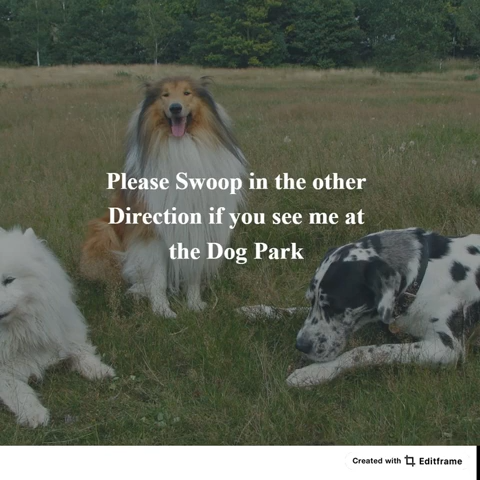 Please Swoop in the other
Direction if you see me at
the Dog Park
Created with Editframe